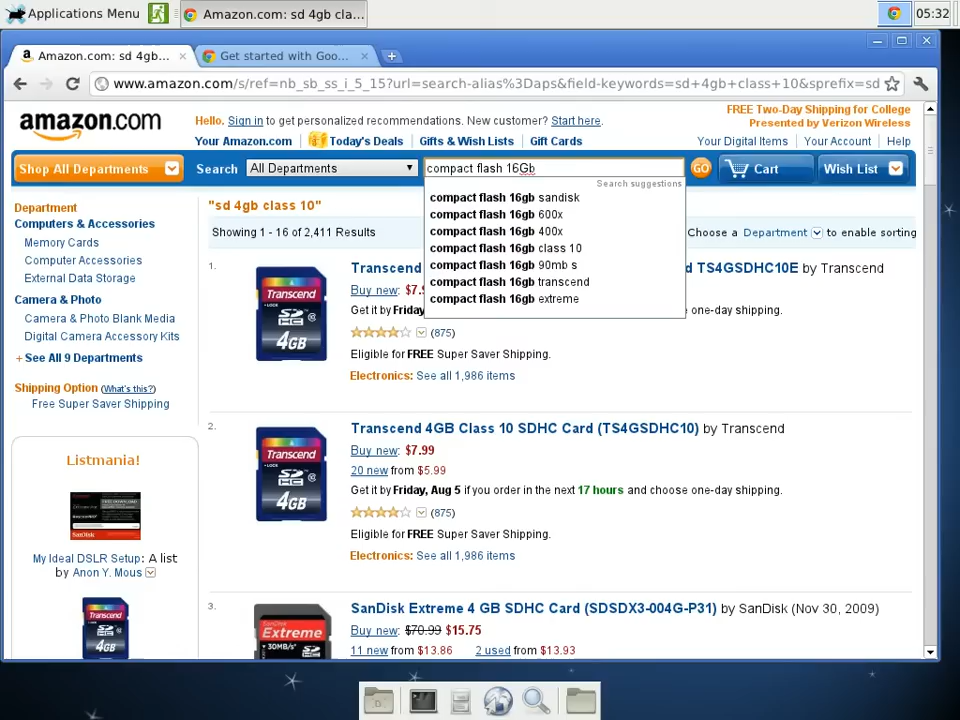 Applications Menu
Amazon.com: sd 4gb cla...
05:32
Amazon.com: sd 4gb...
Get started with Goo...
www.amazon.com/s/ref=nb_sb_ss_i_5_15?url=search-alias%3Daps&field-keywords=sd+4gb+class+10&sprefix=sd
amazon.com
Hello. Sign in to get personalized recommendations. New customer? Start here.
FREE Two-Day Shipping for College
Presented by Verizon Wireless
Your Amazon.com
Today's Deals
Gifts & Wish Lists
Gift Cards
Your Digital Items
Your Account
Help
Shop All Departments
Search
All Departments
compact flash 16Gb
GO
Cart
Wish List
Search suggestions
compact flash 16gb sandisk
compact flash 16gb 600x
compact flash 16gb 400x
compact flash 16gb class 10
compact flash 16gb 90mb s
compact flash 16gb transcend
compact flash 16gb extreme
Department
Computers & Accessories
Memory Cards
Computer Accessories
External Data Storage
Camera & Photo
Camera & Photo Blank Media
Digital Camera Accessory Kits
+ See All 9 Departments
Shipping Option (What's this?)
Free Super Saver Shipping
Listmania!
SanDisk
My Ideal DSLR Setup: A list
by Anon Y. Mous
Transcend
4GB
"sd 4gb class 10"
Showing 1 - 16 of 2,411 Results
Choose a Department to enable sorting
1.
Transcend
4GB
Transcend
d TS4GSDHC10E by Transcend
Buy new: $7.
Get it by Friday,
e one-day shipping.
(875)
Eligible for FREE Super Saver Shipping.
Electronics: See all 1,986 items
2.
Transcend
4GB
Transcend 4GB Class 10 SDHC Card (TS4GSDHC10) by Transcend
Buy new: $7.99
20 new from $5.99
Get it by Friday, Aug 5 if you order in the next 17 hours and choose one-day shipping.
(875)
Eligible for FREE Super Saver Shipping.
Electronics: See all 1,986 items
3.
SanDisk
Extreme
30MB/s
SanDisk Extreme 4 GB SDHC Card (SDSDX3-004G-P31) by SanDisk (Nov 30, 2009)
Buy new: $70.99 $15.75
11 new from $13.86
2 used from $13.93